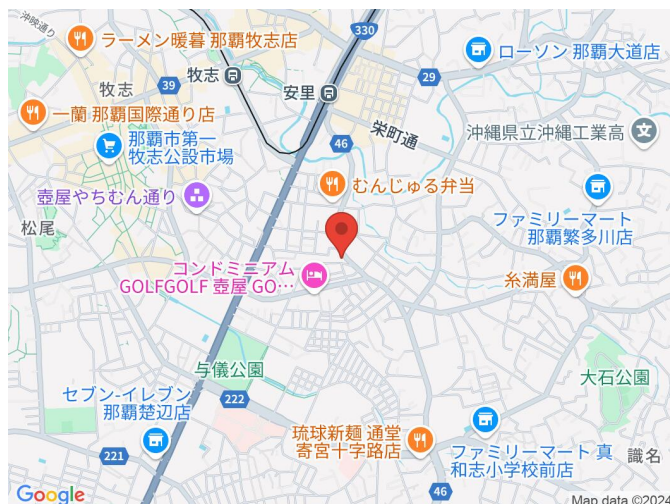 沖映通り
ラーメン暖暮 那覇牧志店
330
ローソン 那覇大道店
牧志
39
牧志
安里
29
一蘭 那覇国際通り店
46
栄町通
沖縄県立沖縄工業高
那覇市第一
牧志公設市場
壺屋やちむん通り
むんじゅる弁当
松尾
ファミリーマート
那覇繁多川店
コンドミニアム
GOLFGOLF 壺屋 GO…
糸満屋
与儀公園
大石公園
セブン-イレブン
那覇楚辺店
222
221
琉球新麺 通堂
寄宮十字路店
ファミリーマート 真
和志小学校前店
識名
46
Google
Map data ©2024